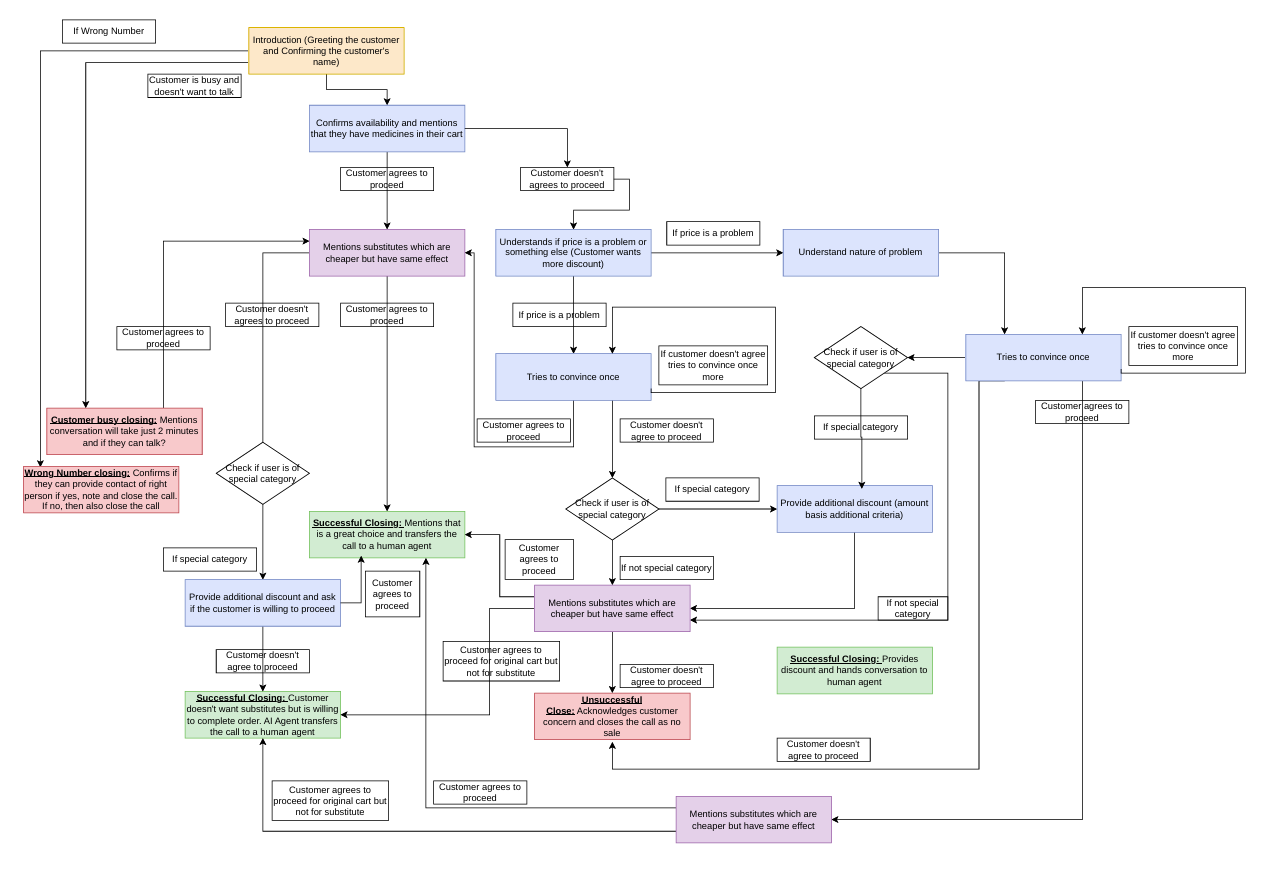 If Wrong Number
Introduction (Greeting the customer
and Confirming the customer's
name)
Customer is busy and
doesn't want to talk
Confirms availability and mentions
that they have medicines in their cart
Customer agrees to
proceed
Customer doesn't
agrees to proceed
Mentions substitutes which are
cheaper but have same effect
Understands if price is a problem or
something else (Customer wants
more discount)
If price is a problem
Understand nature of problem
Customer doesn't
agrees to proceed
Customer agrees to
proceed
If price is a problem
Customer agrees to
proceed
If customer doesn't agree
tries to convince once
more
Tries to convince once
Check if user is of
special category
Tries to convince once
If customer doesn't agree
tries to convince once
more
Customer agrees to
proceed
Customer busy closing: Mentions
conversation will take just 2 minutes
and if they can talk?
Customer agrees to
proceed
Customer doesn't
agree to proceed
If special category
Wrong Number closing: Confirms if
they can provide contact of right
person if yes, note and close the call.
If no, then also close the call
Check if user is of
special category
Check if user is of
special category
If special category
Provide additional discount (amount
basis additional criteria)
Successful Closing: Mentions that
is a great choice and transfers the
call to a human agent
If special category
Customer
agrees to
proceed
If not special category
Provide additional discount and ask
if the customer is willing to proceed
Customer
agrees to
proceed
Mentions substitutes which are
cheaper but have same effect
If not special
category
Customer doesn't
agree to proceed
Customer agrees to
proceed for original cart but
not for substitute
Customer doesn't
agree to proceed
Successful Closing: Provides
discount and hands conversation to
human agent
Successful Closing: Customer
doesn't want substitutes but is willing
to complete order. AI Agent transfers
the call to a human agent
Unsuccessful
Close: Acknowledges customer
concern and closes the call as no
sale
Customer doesn't
agree to proceed
Customer agrees to
proceed for original cart but
not for substitute
Customer agrees to
proceed
Mentions substitutes which are
cheaper but have same effect